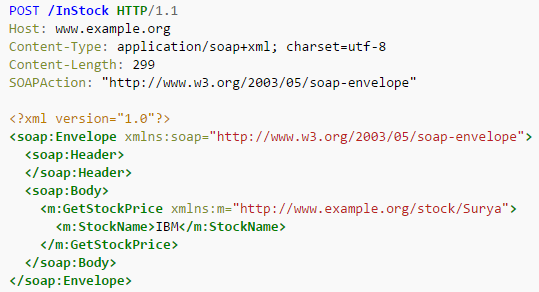 POST /InStock HTTP/1.1
Host: www.example.org
Content-Type: application/soap+xml; charset=utf-8
Content-Length: 299
SOAPAction: "http://www.w3.org/2003/05/soap-envelope"

<?xml version="1.0"?>
<soap:Envelope xmlns:soap="http://www.w3.org/2003/05/soap-envelope">
  <soap:Header>
  </soap:Header>
  <soap:Body>
    <m:GetStockPrice xmlns:m="http://www.example.org/stock/Surya">
      <m:StockName>IBM</m:StockName>
    </m:GetStockPrice>
  </soap:Body>
</soap:Envelope>